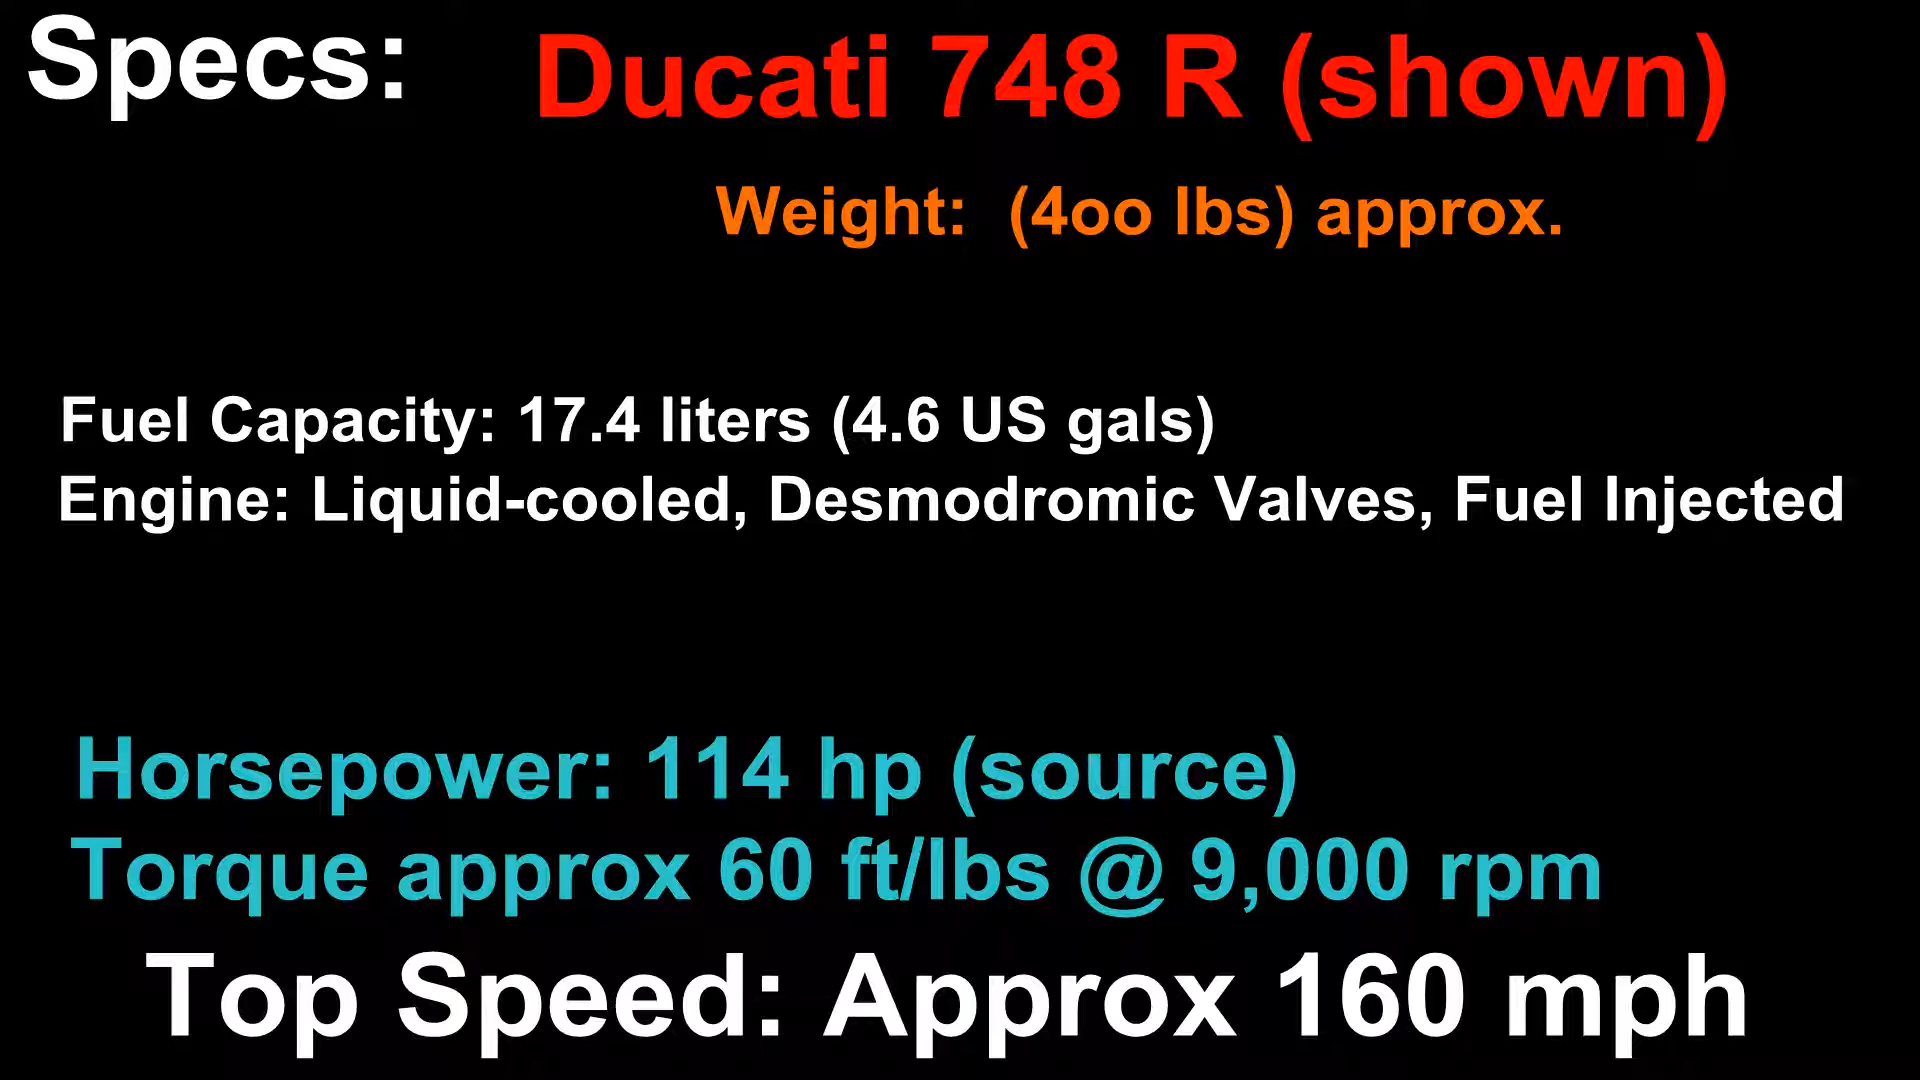 Specs:
Ducati 748 R (shown)
Weight: (4oo lbs) approx.
Fuel Capacity: 17.4 liters (4.6 US gals)
Engine: Liquid-cooled, Desmodromic Valves, Fuel Injected
Horsepower: 114 hp (source)
Torque approx 60 ft/lbs @ 9,000 rpm
Top Speed: Approx 160 mph